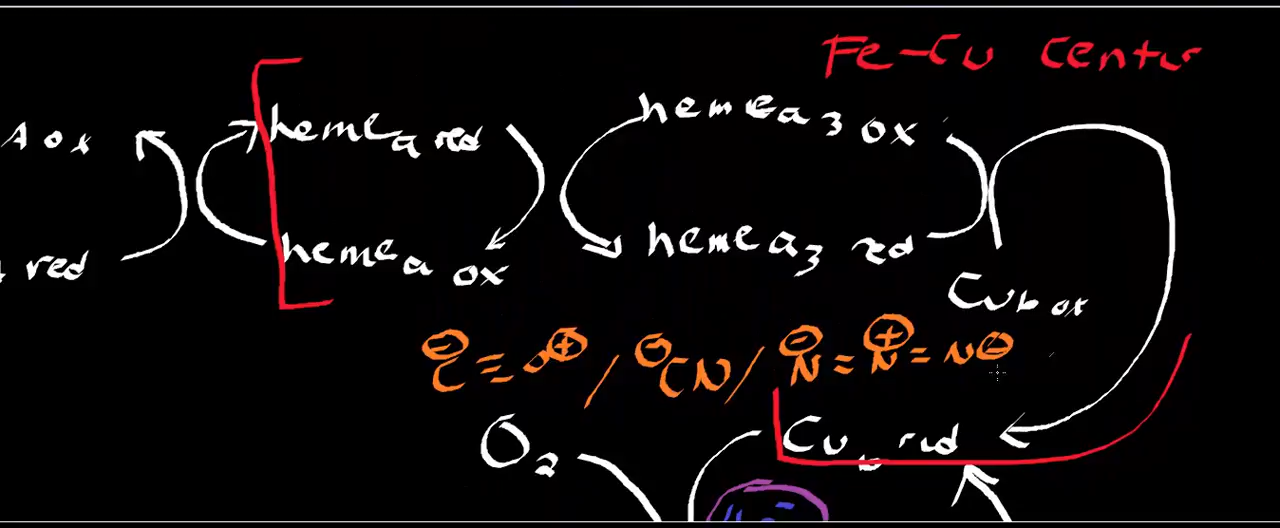 Fe-Cu Center
A ox heme a red heme a3 ox
red heme a ox heme a3 red
Cu b ox
⊖C≡O⊕ / ⊖CN / ⊖N=N⊕=N⊖
O2 Cu b red